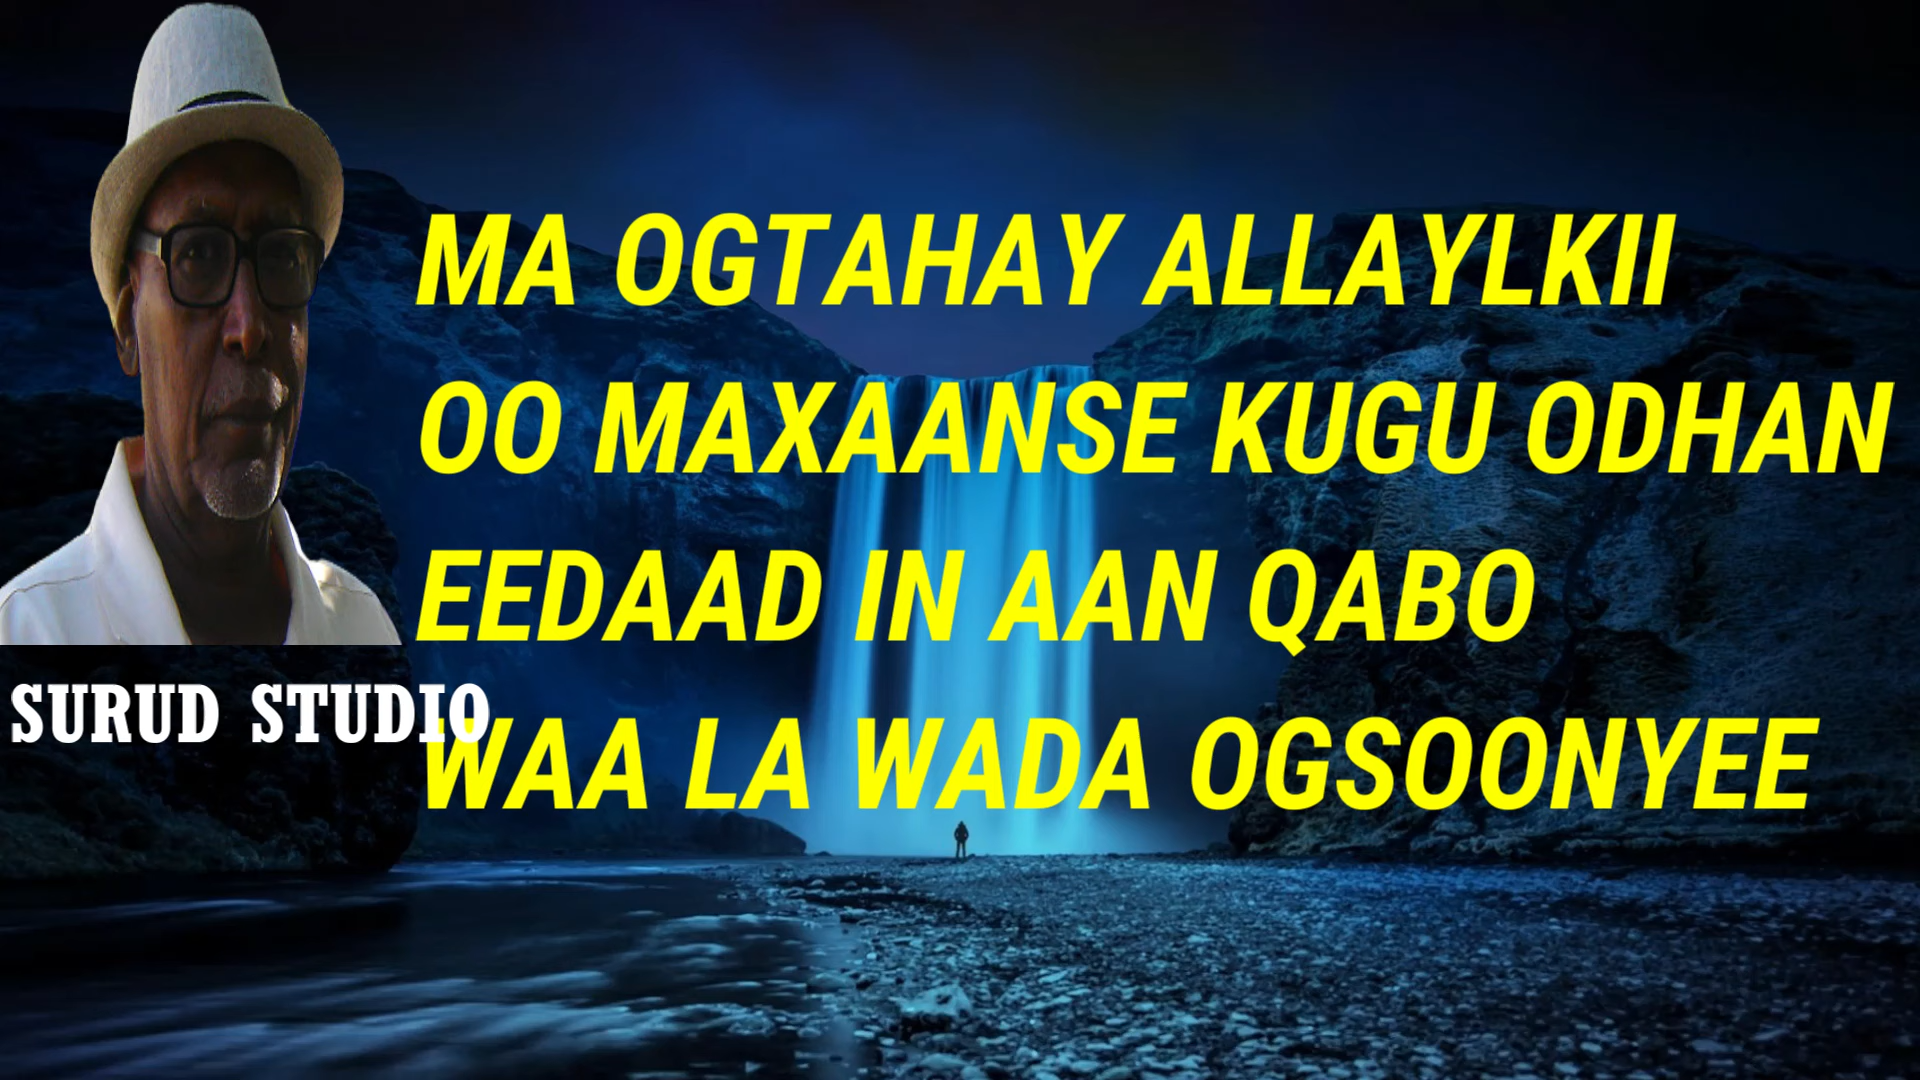 MA OGTAHAY ALLAYLKII
OO MAXAANSE KUGU ODHAN
EEDAAD IN AAN QABO
WAA LA WADA OGSOONYEE
SURUD STUDIO